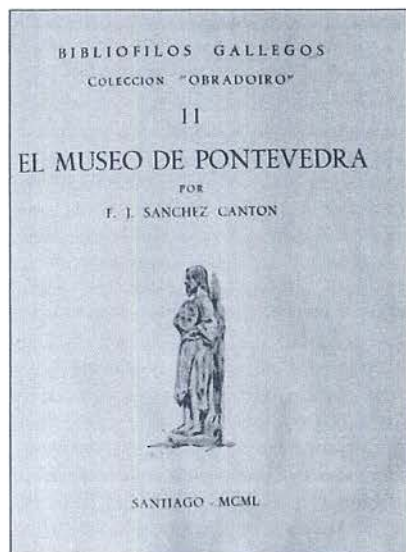 BIBLIOFILOS GALLEGOS
COLECCION "OBRADOIRO"
II
EL MUSEO DE PONTEVEDRA
POR
F. J. SANCHEZ CANTON
SANTIAGO - MCML